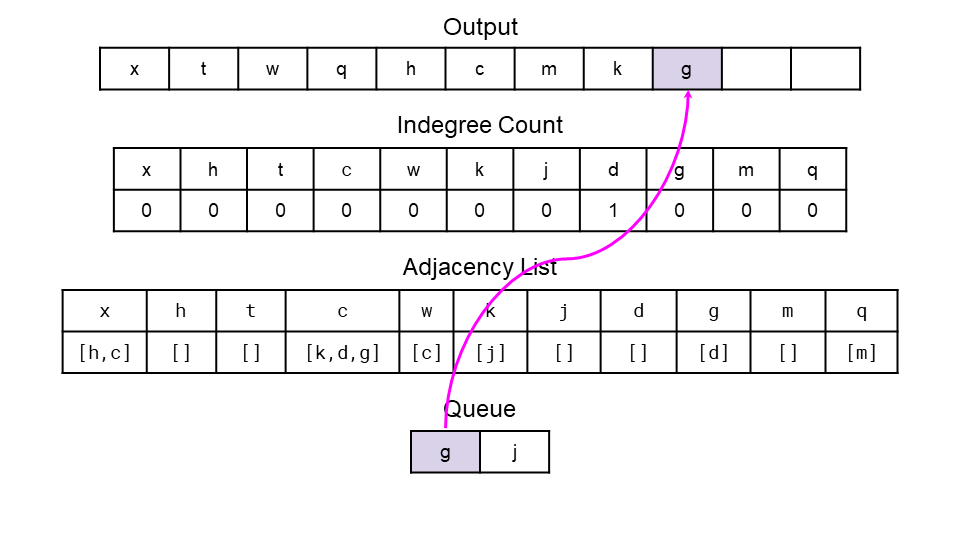 Output
x t w q h c m k g
Indegree Count
x h t c w k j d g m q
0 0 0 0 0 0 0 1 0 0 0
Adjacency List
x h t c w k j d g m q
[h,c] [] [] [k,d,g] [c] [j] [] [] [d] [] [m]
Queue
g j